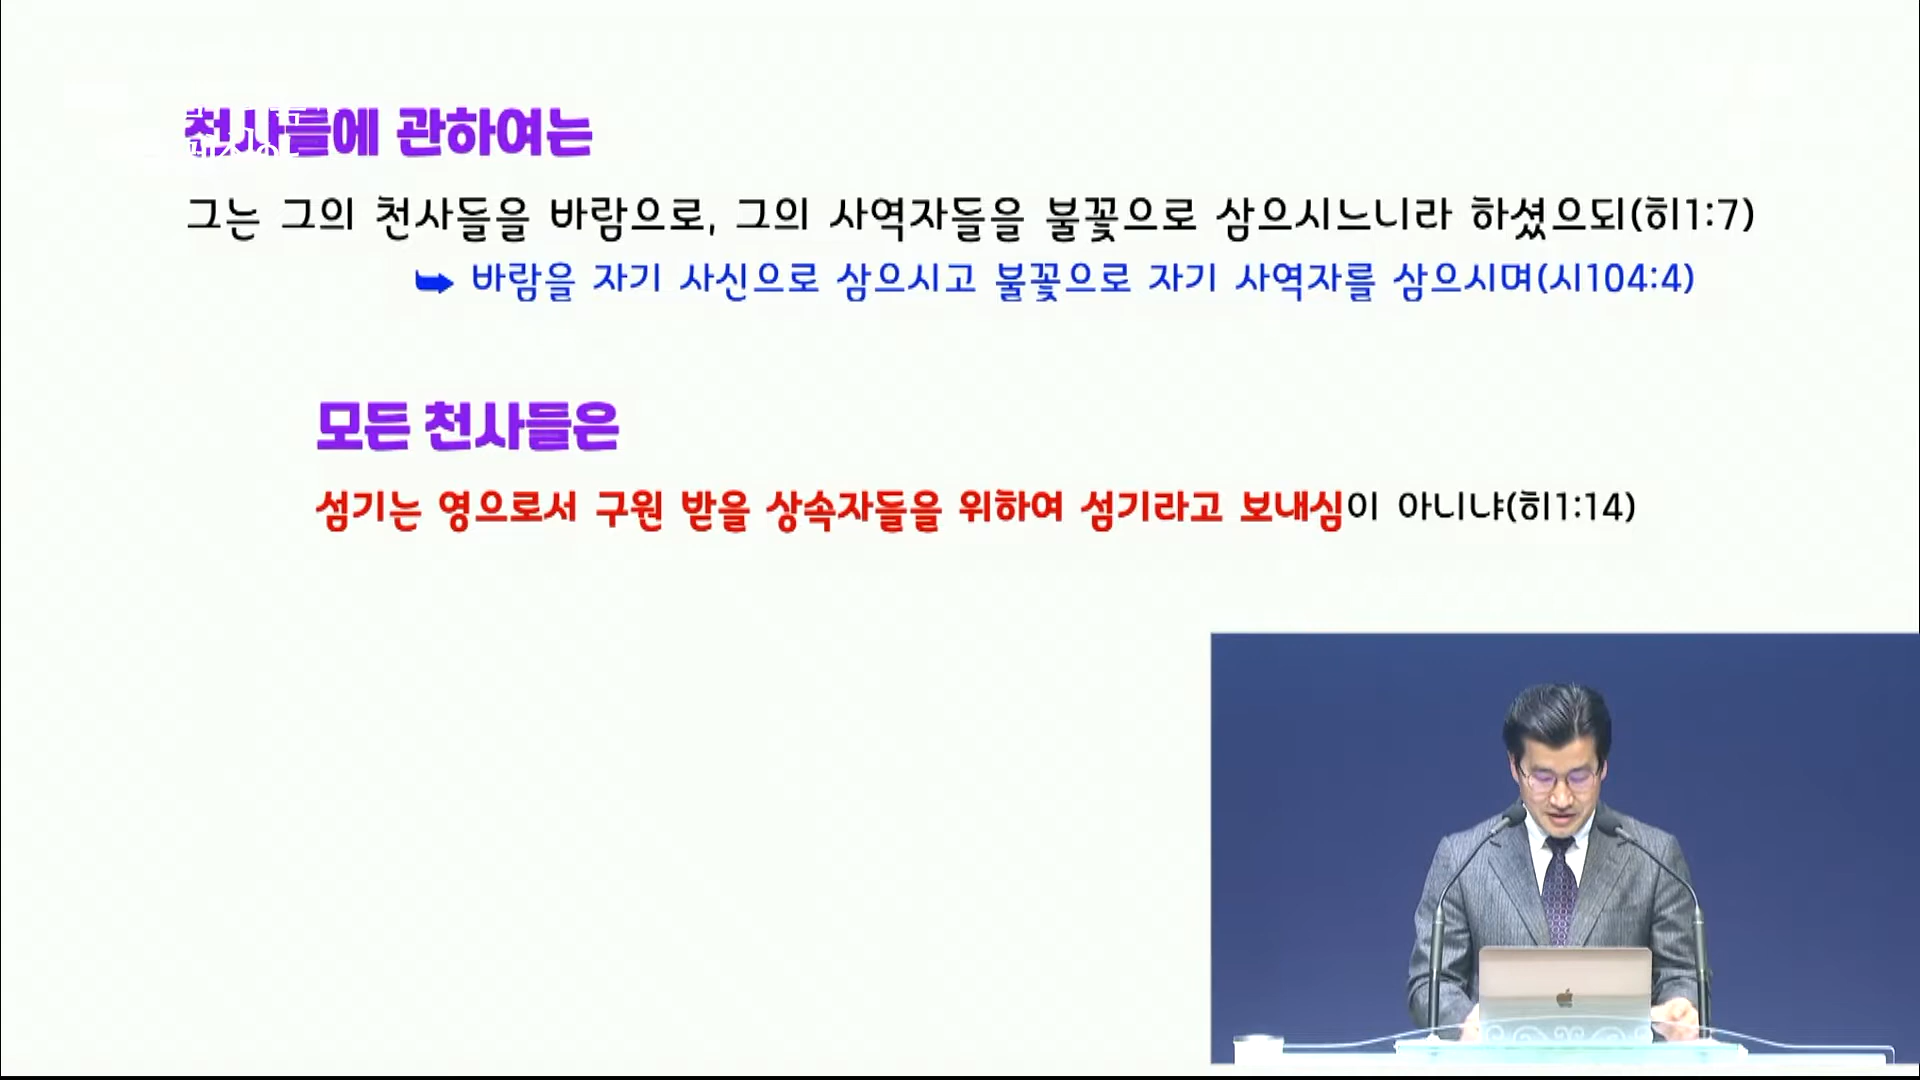 천사들에 관하여는
그는 그의 천사들을 바람으로, 그의 사역자들을 불꽃으로 삼으시느니라 하셨으되(히1:7)
➥ 바람을 자기 사신으로 삼으시고 불꽃으로 자기 사역자를 삼으시며(시104:4)
모든 천사들은
섬기는 영으로서 구원 받을 상속자들을 위하여 섬기라고 보내심이 아니냐(히1:14)